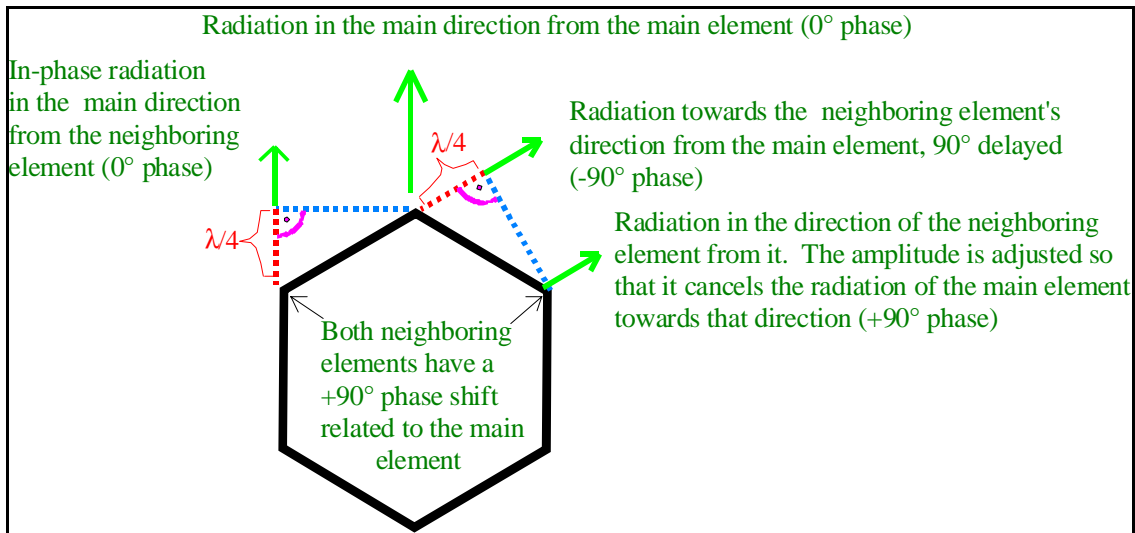 Radiation in the main direction from the main element (0° phase)
In-phase radiation
in the main direction
from the neighboring
element (0° phase)
λ/4
λ/4
Radiation towards the neighboring element's
direction from the main element, 90° delayed
(-90° phase)
Radiation in the direction of the neighboring
element from it. The amplitude is adjusted so
that it cancels the radiation of the main element
towards that direction (+90° phase)
Both neighboring
elements have a
+90° phase shift
related to the main
element